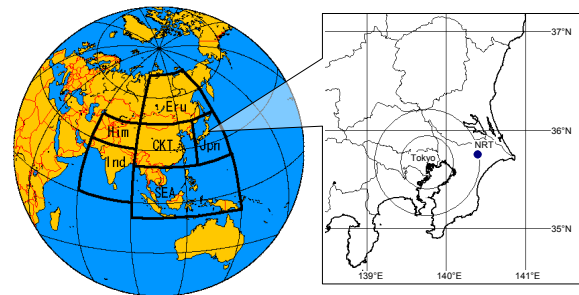 Eru
Him
CKT
Jpn
Ind
SEA
37°N
36°N
35°N
NRT
Tokyo
139°E
140°E
141°E